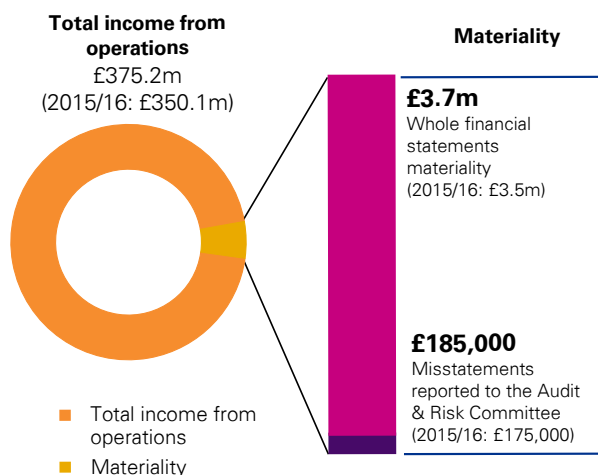 Total income from
operations
£375.2m
(2015/16: £350.1m)
Materiality
£3.7m
Whole financial
statements
materiality
(2015/16: £3.5m)
£185,000
Misstatements
reported to the Audit
& Risk Committee
(2015/16: £175,000)
Total income from
operations
Materiality